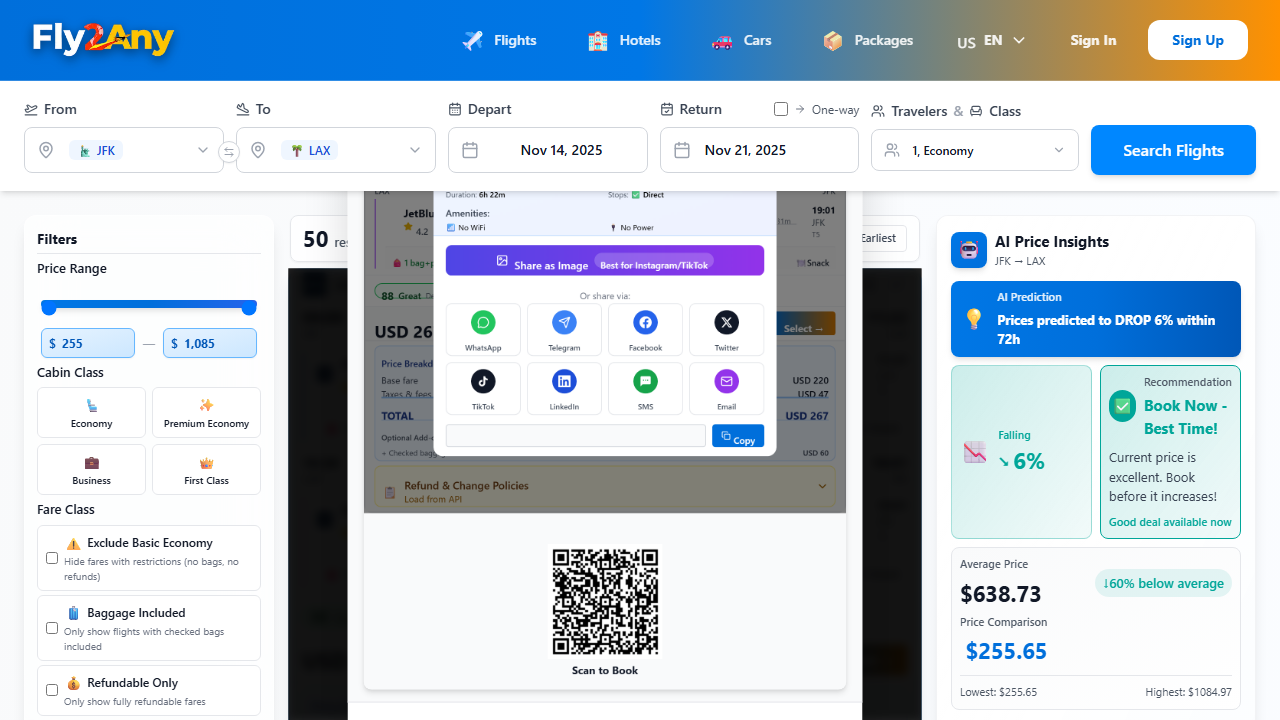 Fly2Any
Flights
Hotels
Cars
Packages
US EN
Sign In
Sign Up
From
To
Depart
Return
One-way
Travelers & Class
JFK
LAX
Nov 14, 2025
Nov 21, 2025
1, Economy
Search Flights
Filters
Price Range
$ 255
—
$ 1,085
Cabin Class
Economy
Premium Economy
Business
First Class
Fare Class
Exclude Basic Economy
Hide fares with restrictions (no bags, no
refunds)
Baggage Included
Only show flights with checked bags
included
Refundable Only
Only show fully refundable fares
50
Earliest
JetBlu
4.2
19:01
JFK
T5
1 bag+p
Snack
88 Great
USD 26
Select →
Price Breakd
Base fare
USD 220
Taxes & fees
USD 47
TOTAL
USD 267
Optional Add-
+ Checked bagg
USD 60
Refund & Change Policies
Load from API
Duration: 6h 22m
Stops: ✅ Direct
Amenities:
No WiFi
No Power
Share as Image
Best for Instagram/TikTok
Or share via:
WhatsApp
Telegram
Facebook
Twitter
TikTok
LinkedIn
SMS
Email
Copy
Scan to Book
AI Price Insights
JFK → LAX
AI Prediction
Prices predicted to DROP 6% within
72h
Falling
↘ 6%
Recommendation
Book Now -
Best Time!
Current price is
excellent. Book
before it increases!
Good deal available now
Average Price
$638.73
↓60% below average
Price Comparison
$255.65
Lowest: $255.65
Highest: $1084.97